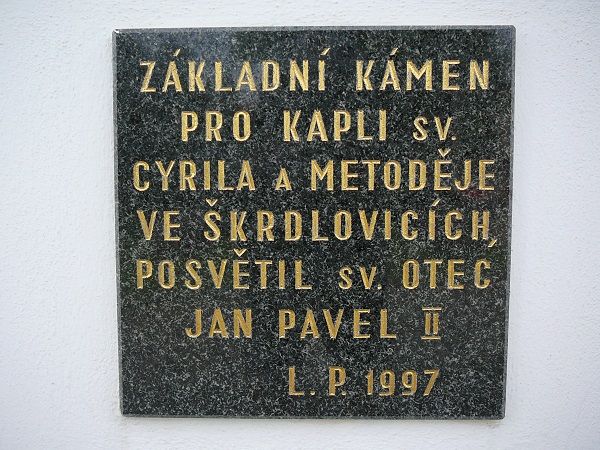 ZÁKLADNÍ KÁMEN
PRO KAPLI SV.
CYRILA A METODĚJE
VE ŠKRDLOVICÍCH,
POSVĚTIL SV. OTEC
JAN PAVEL II
L. P. 1997